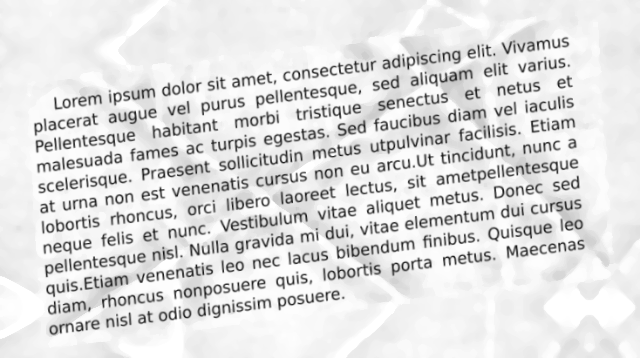 Lorem ipsum dolor sit amet, consectetur adipiscing elit. Vivamus
placerat augue vel purus pellentesque, sed aliquam elit varius.
Pellentesque habitant morbi tristique senectus et netus et
malesuada fames ac turpis egestas. Sed faucibus diam vel iaculis
scelerisque. Praesent sollicitudin metus utpulvinar facilisis. Etiam
at urna non est venenatis cursus non eu arcu.Ut tincidunt, nunc a
lobortis rhoncus, orci libero laoreet lectus, sit ametpellentesque
neque felis et nunc. Vestibulum vitae aliquet metus. Donec sed
pellentesque nisl. Nulla gravida mi dui, vitae elementum dui cursus
quis.Etiam venenatis leo nec lacus bibendum finibus. Quisque leo
diam, rhoncus nonposuere quis, lobortis porta metus. Maecenas
ornare nisl at odio dignissim posuere.